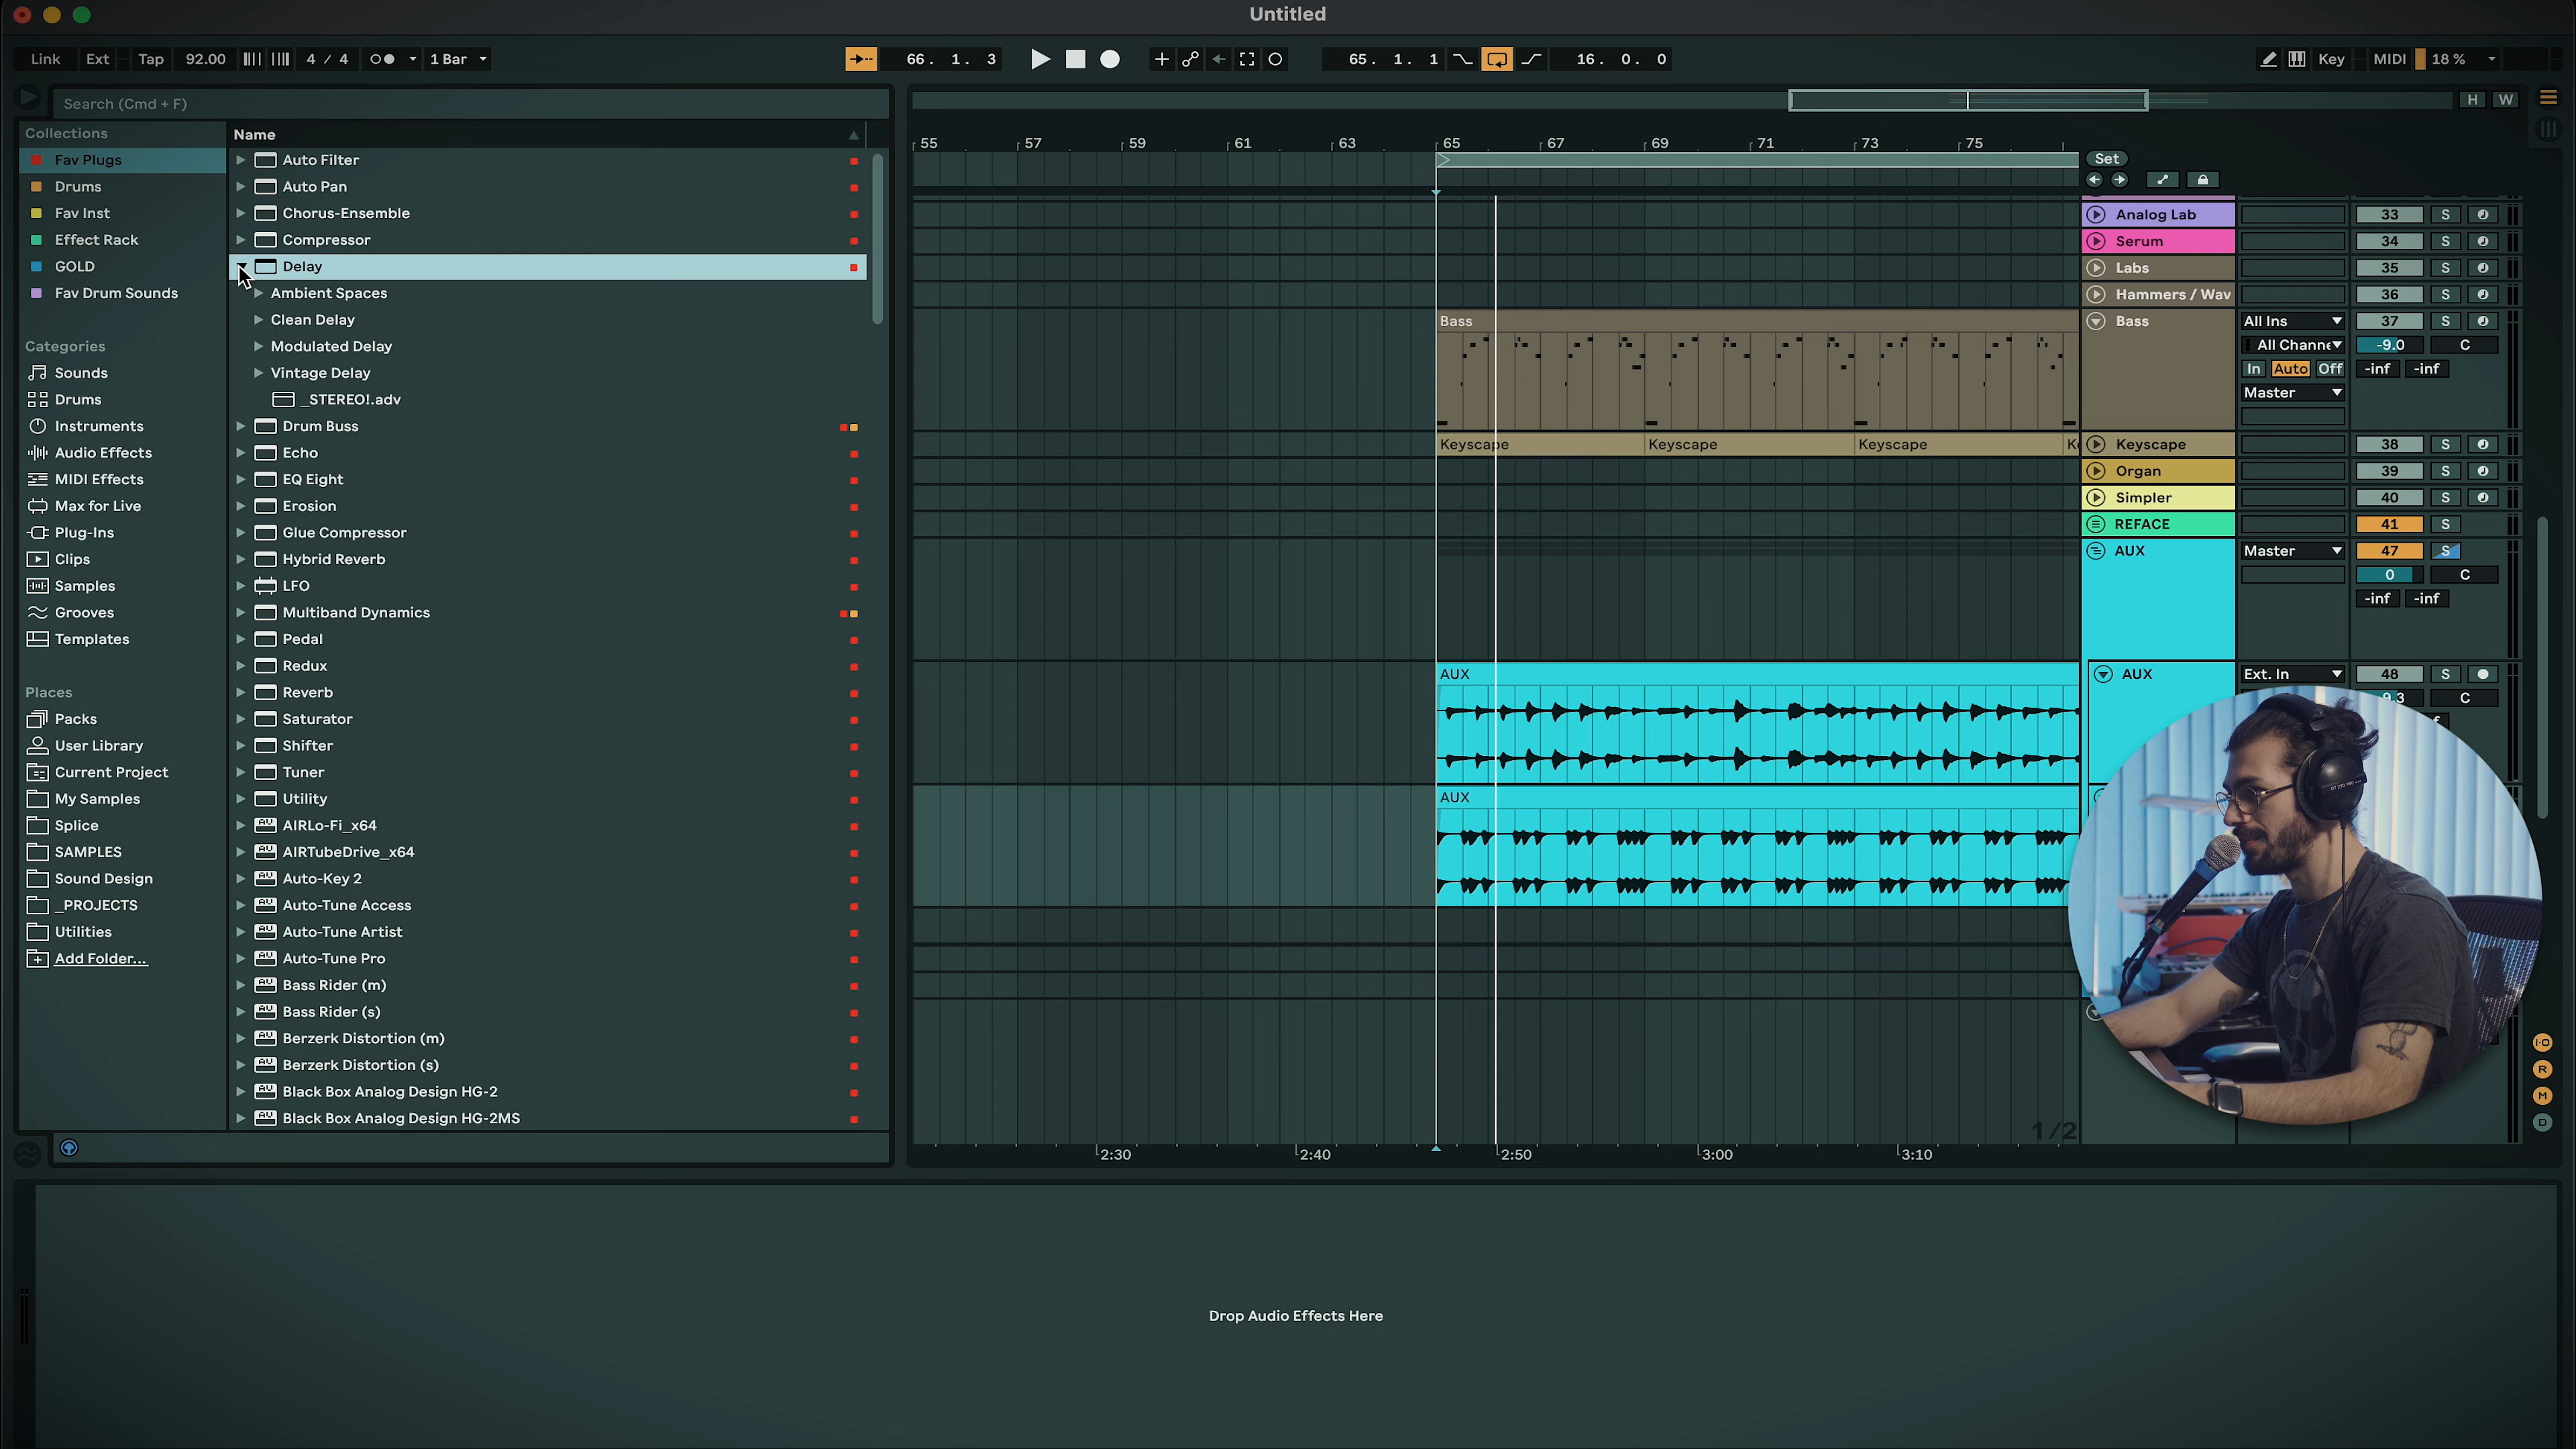 Untitled
Link Ext Tap 92.00 4 / 4 1 Bar 66. 1. 3 65. 1. 1 16. 0. 0 Key MIDI 18 %
Search (Cmd + F)
H W
Collections
Fav Plugs
Drums
Fav Inst
Effect Rack
GOLD
Fav Drum Sounds
Categories
Sounds
Drums
Instruments
Audio Effects
MIDI Effects
Max for Live
Plug-Ins
Clips
Samples
Grooves
Templates
Places
Packs
User Library
Current Project
My Samples
Splice
SAMPLES
Sound Design
_PROJECTS
Utilities
Add Folder...
Name
Auto Filter
Auto Pan
Chorus-Ensemble
Compressor
Delay
Ambient Spaces
Clean Delay
Modulated Delay
Vintage Delay
_STEREO!.adv
Drum Buss
Echo
EQ Eight
Erosion
Glue Compressor
Hybrid Reverb
LFO
Multiband Dynamics
Pedal
Redux
Reverb
Saturator
Shifter
Tuner
Utility
AIRLo-Fi_x64
AIRTubeDrive_x64
Auto-Key 2
Auto-Tune Access
Auto-Tune Artist
Auto-Tune Pro
Bass Rider (m)
Bass Rider (s)
Berzerk Distortion (m)
Berzerk Distortion (s)
Black Box Analog Design HG-2
Black Box Analog Design HG-2MS
55 57 59 61 63 65 67 69 71 73 75
Set
Analog Lab 33 S
Serum 34 S
Labs 35 S
Hammers / Wav 36 S
Bass
Bass All Ins 37 S
All Channe -9.0 C
In Auto Off -inf -inf
Master
Keyscape Keyscape Keyscape Ke
Keyscape 38 S
Organ 39 S
Simpler 40 S
REFACE 41 S
AUX Master 47 S
0 C
-inf -inf
AUX
AUX Ext. In 48 S
C
AUX
1/2
I-O
R
M
D
2:30 2:40 2:50 3:00 3:10
Drop Audio Effects Here